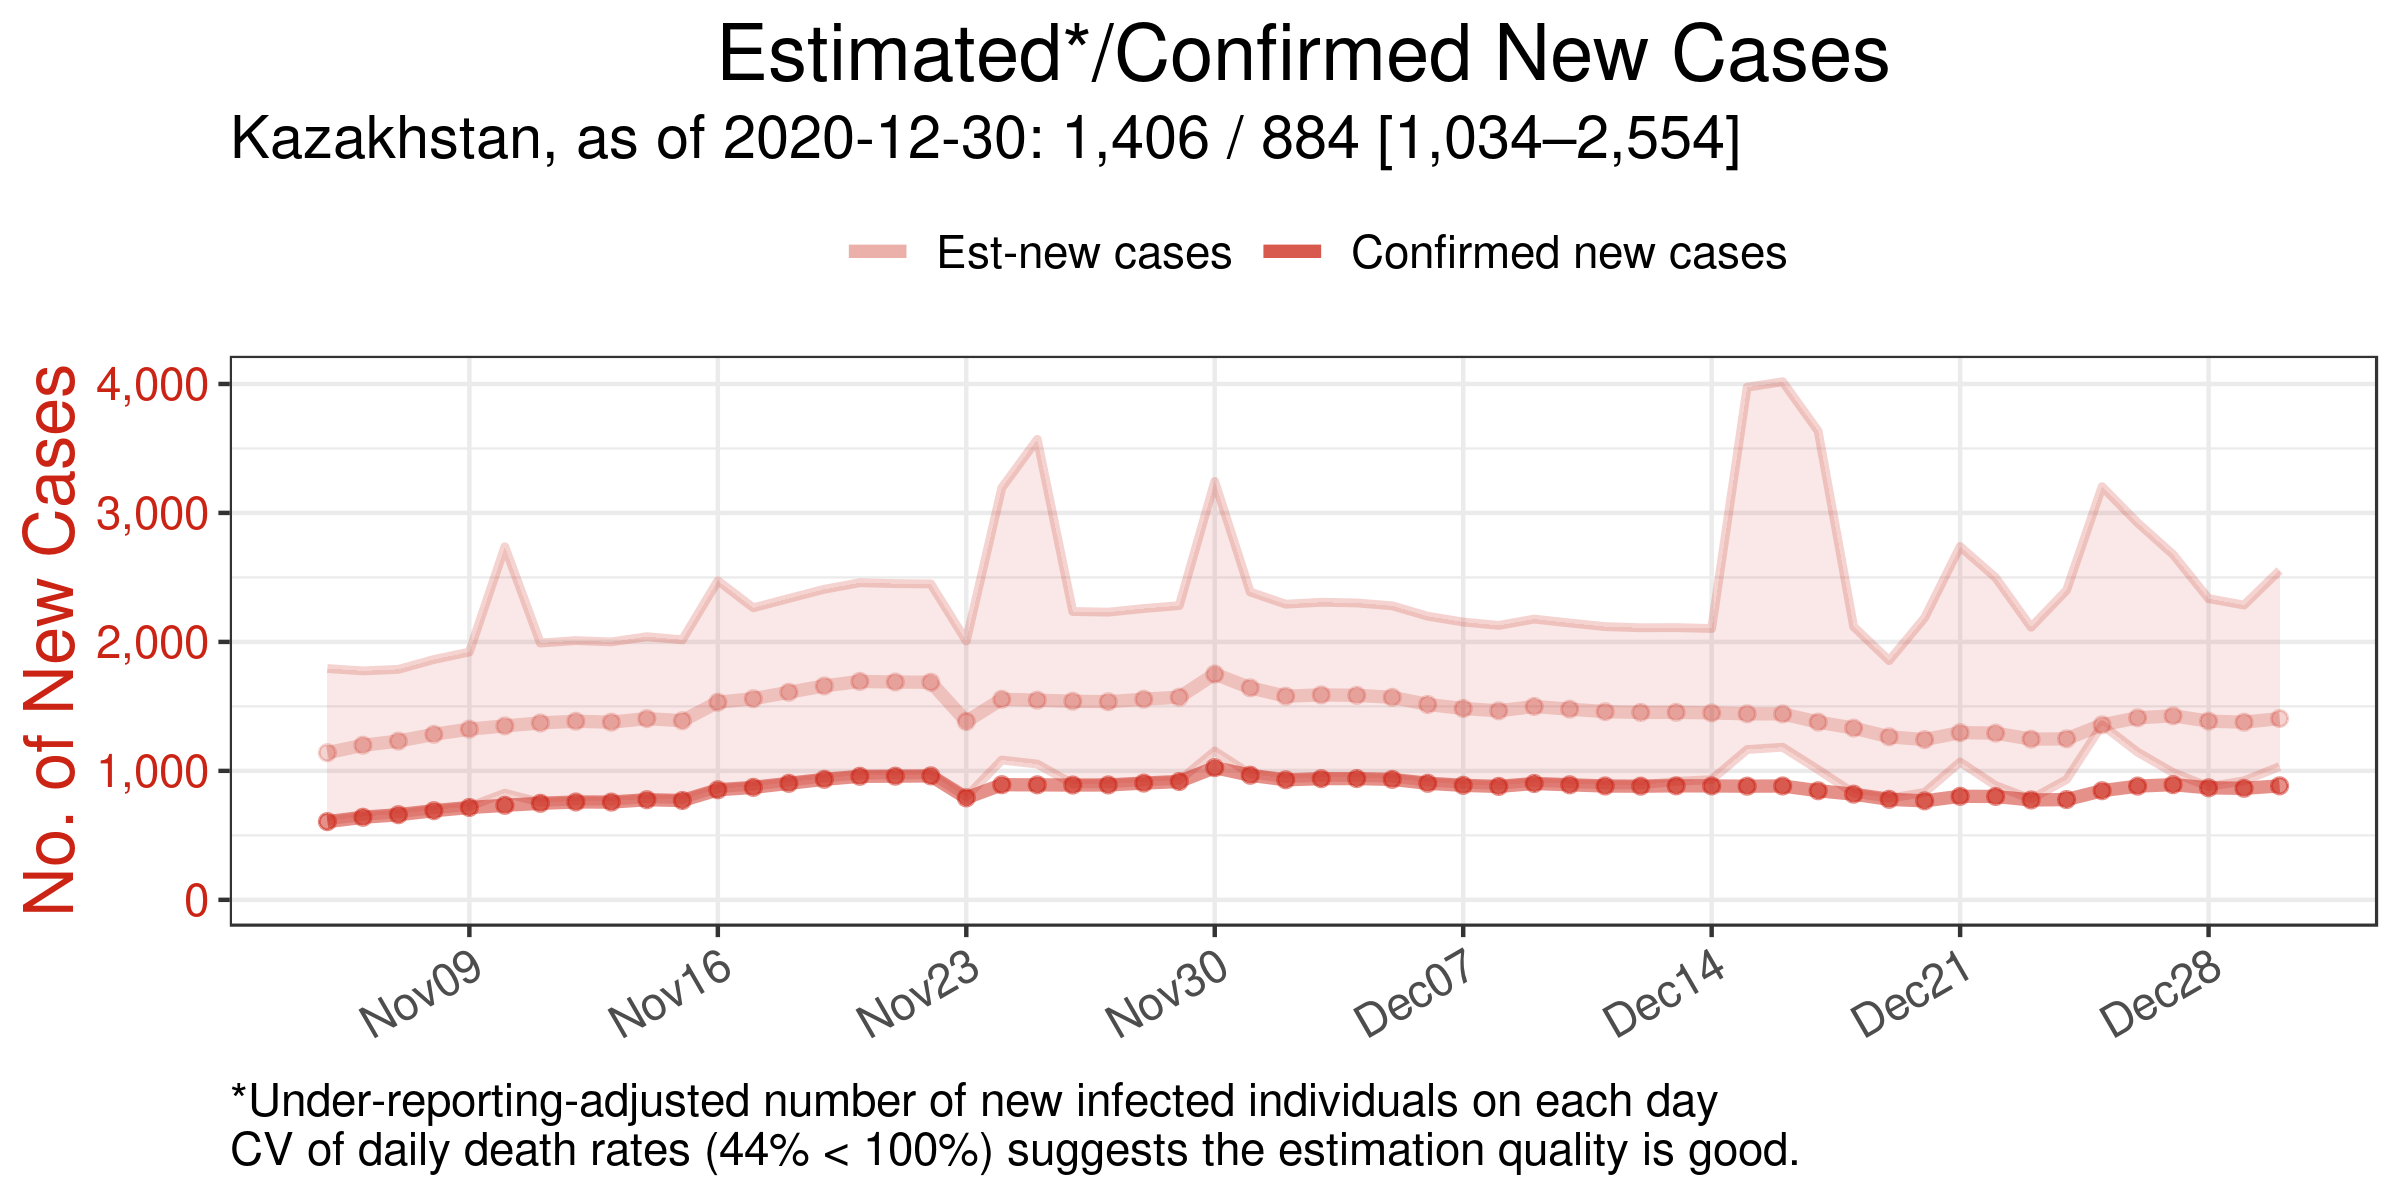 Estimated*/Confirmed New Cases
Kazakhstan, as of 2020-12-30: 1,406 / 884 [1,034–2,554]
Est-new cases Confirmed new cases
No. of New Cases
4,000
3,000
2,000
1,000
0
Nov09 Nov16 Nov23 Nov30 Dec07 Dec14 Dec21 Dec28
*Under-reporting-adjusted number of new infected individuals on each day
CV of daily death rates (44% < 100%) suggests the estimation quality is good.